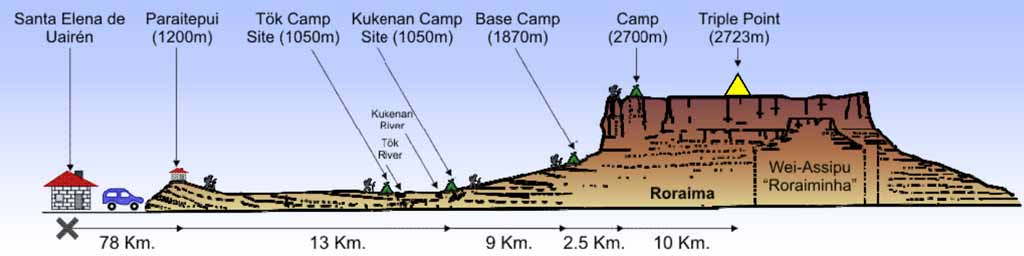 Santa Elena de
Uairén
Paraitepui
(1200m)
Tök Camp
Site (1050m)
Kukenan Camp
Site (1050m)
Base Camp
(1870m)
Camp
(2700m)
Triple Point
(2723m)
Kukenan
River
Tök
River
Wei-Assipu
"Roraiminha"
Roraima
78 Km.
13 Km.
9 Km.
2.5 Km.
10 Km.